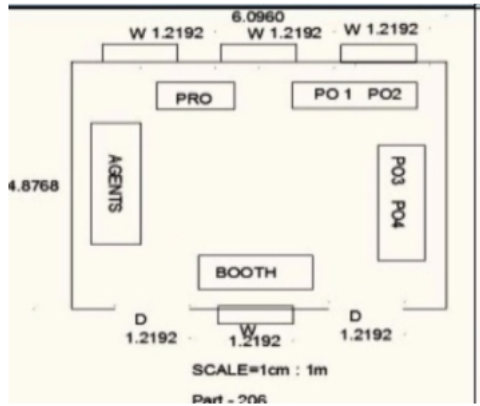 6.0960
W 1.2192 W 1.2192 W 1.2192
PRO PO 1 PO2
AGENTS
4.8768
PO3 PO4
BOOTH
D W D
1.2192 1.2192 1.2192
SCALE=1cm : 1m
Part - 206